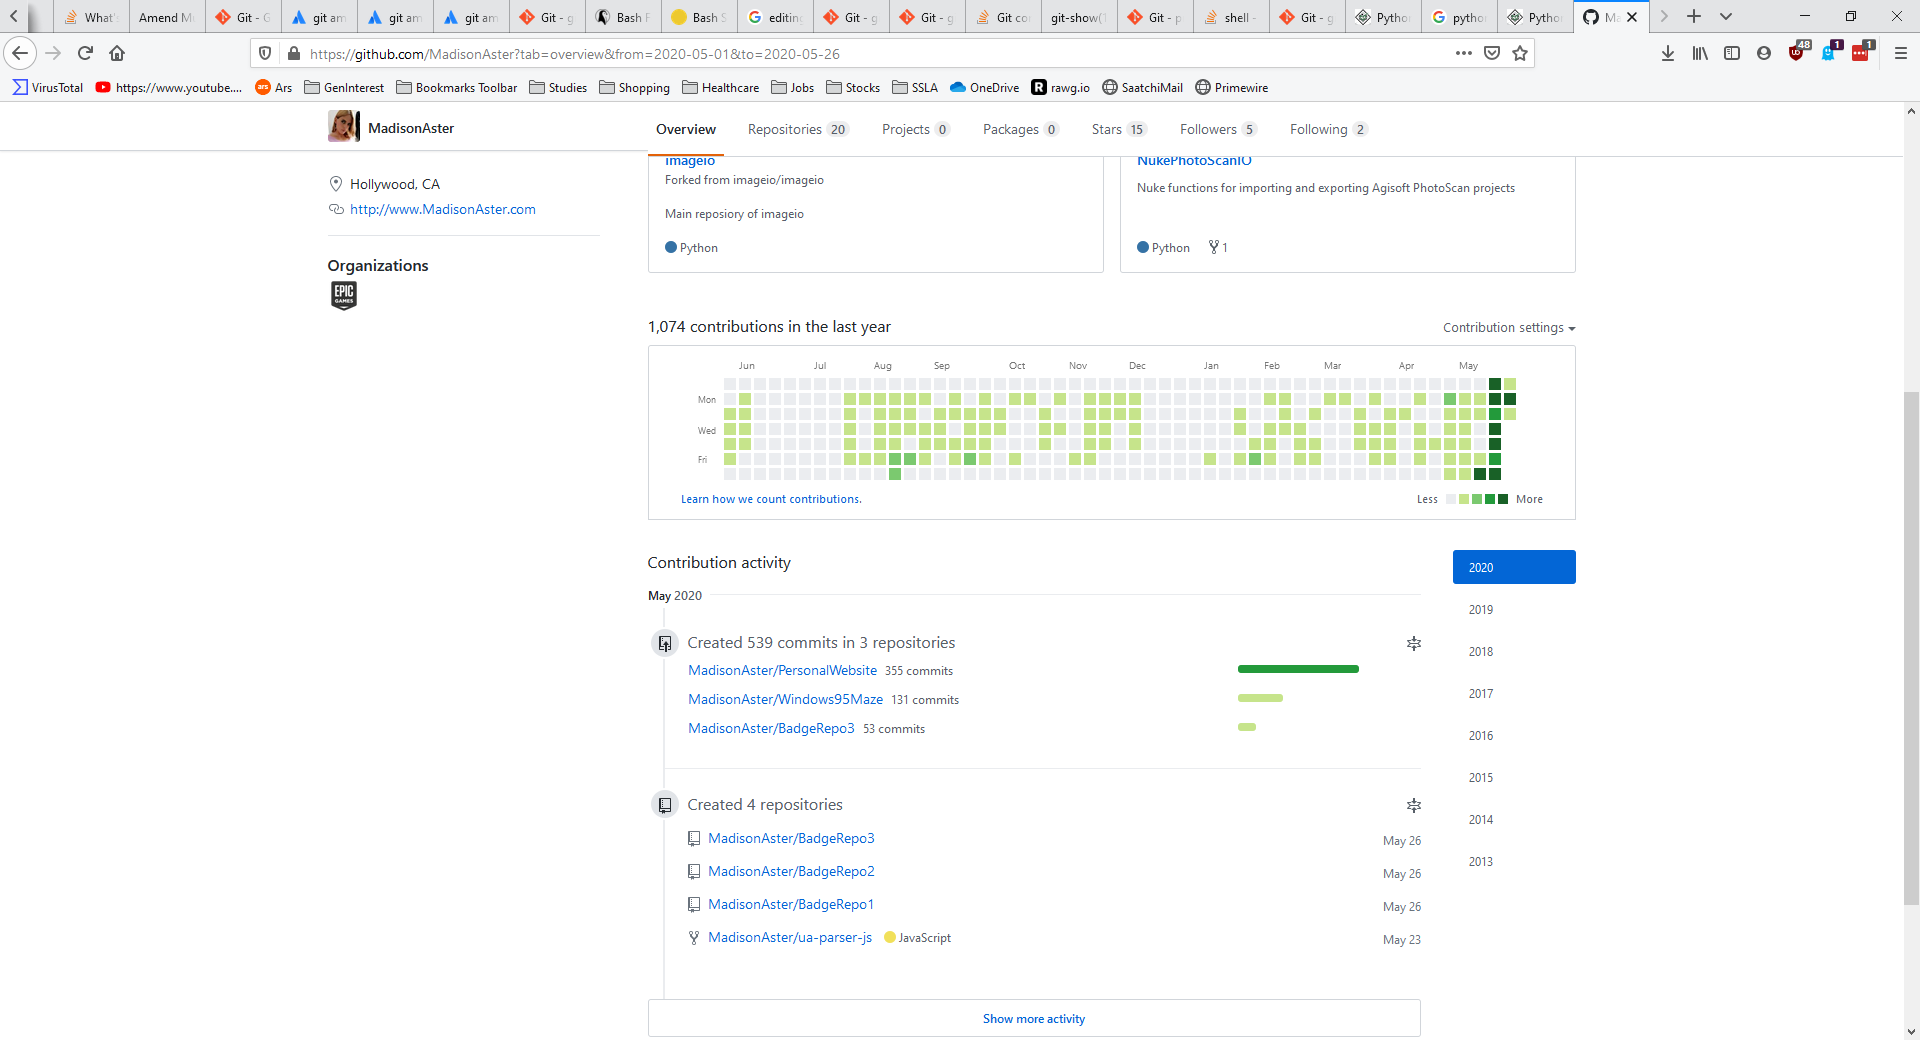 What's
Amend M
Git - G
git am
git am
git am
Git - g
Bash F
Bash S
editing
Git - g
Git - g
Git co
git-show(1
Git - p
shell -
Git - g
Pytho
python
Pytho
Ma
https://github.com/MadisonAster?tab=overview&from=2020-05-01&to=2020-05-26
48
1
1
VirusTotal
https://www.youtube....
ars
Ars
GenInterest
Bookmarks Toolbar
Studies
Shopping
Healthcare
Jobs
Stocks
SSLA
OneDrive
R
rawg.io
SaatchiMail
Primewire
MadisonAster
Overview
Repositories 20
Projects 0
Packages 0
Stars 15
Followers 5
Following 2
Hollywood, CA
http://www.MadisonAster.com
Organizations
EPIC
GAMES
imageio
Forked from imageio/imageio
Main reposiory of imageio
Python
NukePhotoScanIO
Nuke functions for importing and exporting Agisoft PhotoScan projects
Python 1
1,074 contributions in the last year
Contribution settings
Jun Jul Aug Sep Oct Nov Dec Jan Feb Mar Apr May
Mon
Wed
Fri
Learn how we count contributions.
Less More
Contribution activity
May 2020
Created 539 commits in 3 repositories
MadisonAster/PersonalWebsite 355 commits
MadisonAster/Windows95Maze 131 commits
MadisonAster/BadgeRepo3 53 commits
Created 4 repositories
MadisonAster/BadgeRepo3 May 26
MadisonAster/BadgeRepo2 May 26
MadisonAster/BadgeRepo1 May 26
MadisonAster/ua-parser-js JavaScript May 23
Show more activity
2020
2019
2018
2017
2016
2015
2014
2013